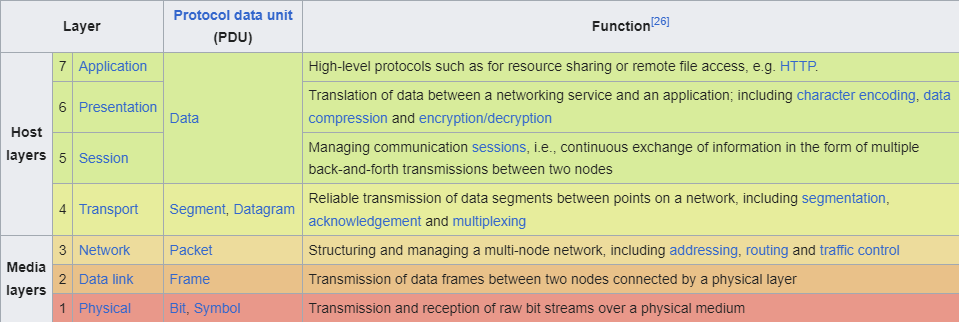 Layer
Protocol data unit
(PDU)
Function[26]
Host
layers
7 Application
Data
High-level protocols such as for resource sharing or remote file access, e.g. HTTP.
6 Presentation
Translation of data between a networking service and an application; including character encoding, data
compression and encryption/decryption
5 Session
Managing communication sessions, i.e., continuous exchange of information in the form of multiple
back-and-forth transmissions between two nodes
4 Transport
Segment, Datagram
Reliable transmission of data segments between points on a network, including segmentation,
acknowledgement and multiplexing
Media
layers
3 Network
Packet
Structuring and managing a multi-node network, including addressing, routing and traffic control
2 Data link
Frame
Transmission of data frames between two nodes connected by a physical layer
1 Physical
Bit, Symbol
Transmission and reception of raw bit streams over a physical medium